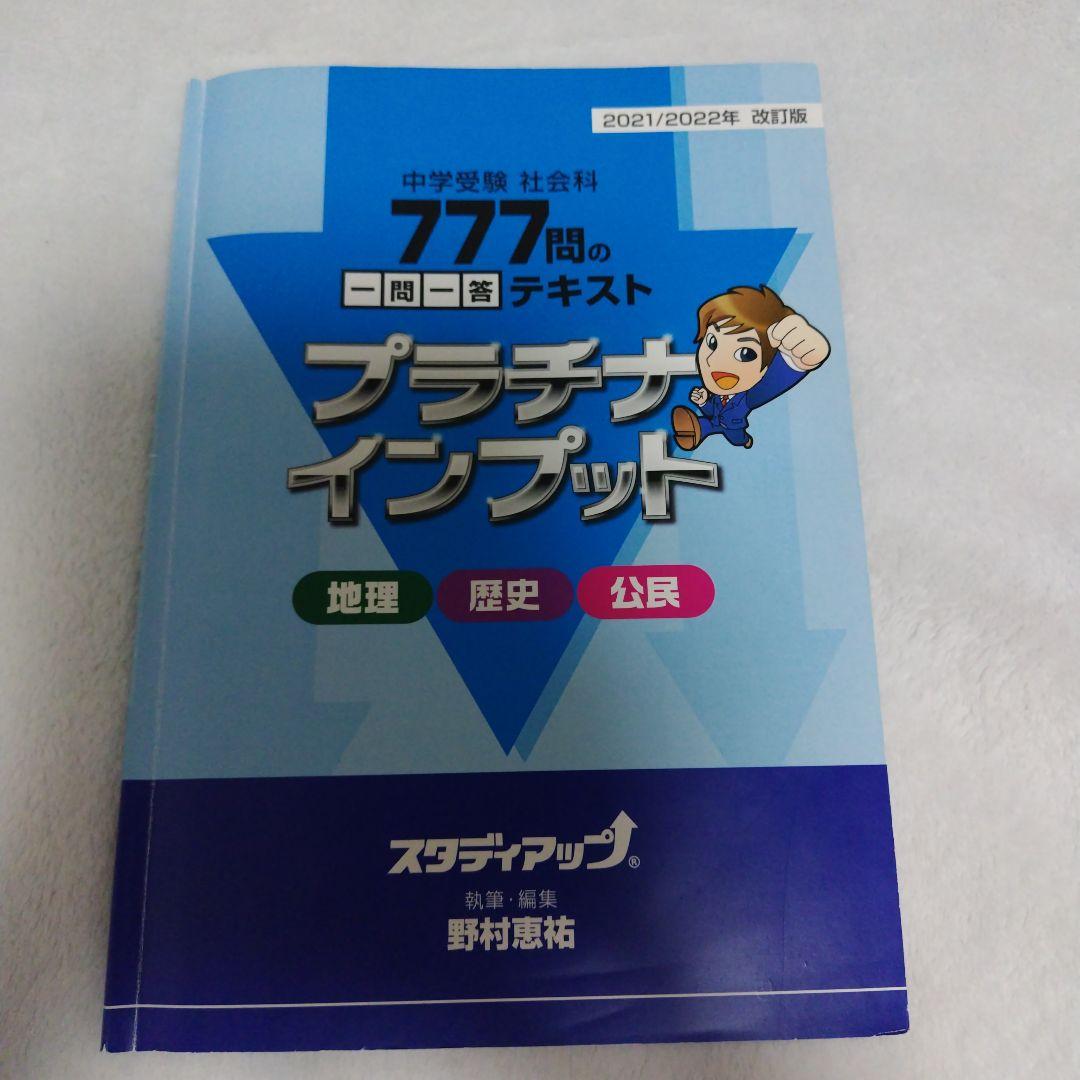 2021/2022年 改訂版
中学受験 社会科
777問の
一問一答 テキスト
プラチナ
インプット
地理 歴史 公民
スタディアップ®
執筆・編集
野村恵祐